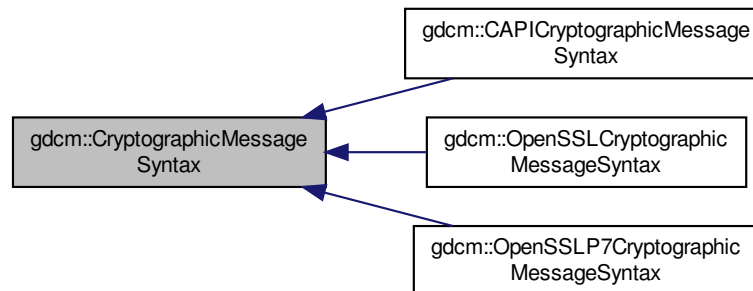 gdcm::CAPICryptographicMessage
Syntax
gdcm::CryptographicMessage
Syntax
gdcm::OpenSSLCryptographic
MessageSyntax
gdcm::OpenSSLP7Cryptographic
MessageSyntax